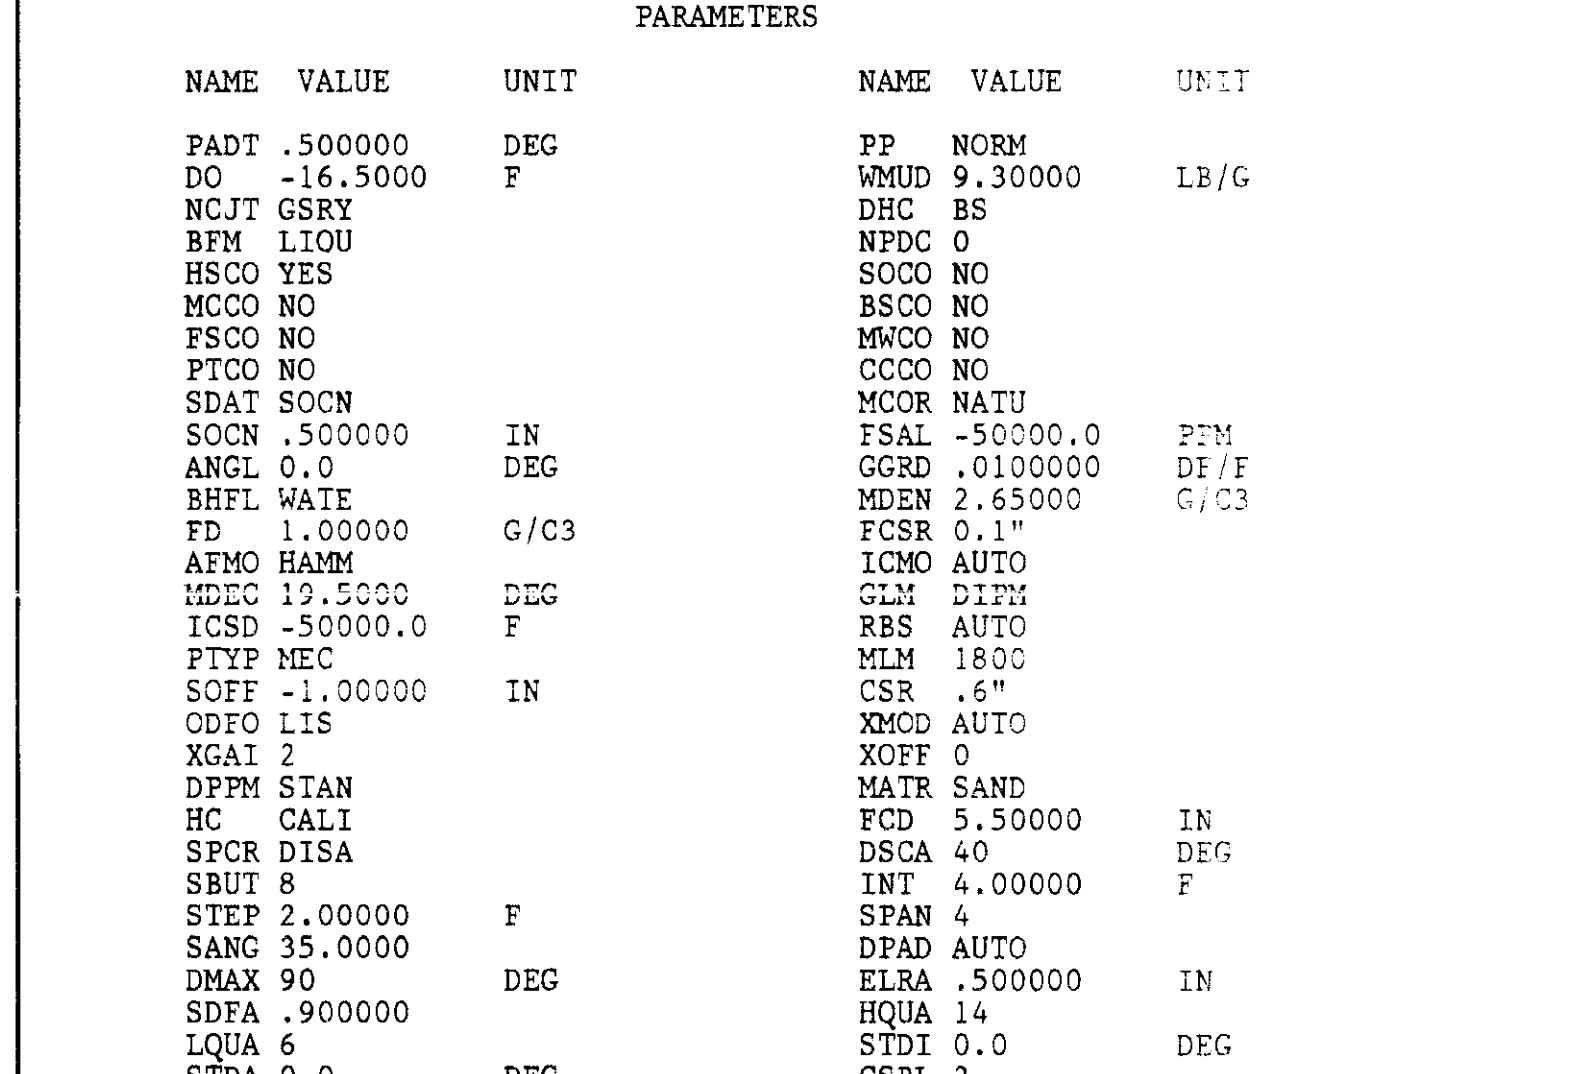 PARAMETERS
NAME VALUE UNIT NAME VALUE UNIT
PADT .500000 DEG PP NORM
DO -16.5000 F WMUD 9.30000 LB/G
NCJT GSRY DHC BS
BFM LIQU NPDC 0
HSCO YES SOCO NO
MCCO NO BSCO NO
FSCO NO MWCO NO
PTCO NO CCCO NO
SDAT SOCN MCOR NATU
SOCN .500000 IN FSAL -50000.0 PPM
ANGL 0.0 DEG GGRD .0100000 DF/F
BHFL WATE MDEN 2.65000 G/C3
FD 1.00000 G/C3 FCSR 0.1"
AFMO HAMM ICMO AUTO
MDEC 19.5000 DEG GLM DIPM
ICSD -50000.0 F RBS AUTO
PTYP MEC MLM 1800
SOFF -1.00000 IN CSR .6"
ODFO LIS XMOD AUTO
XGAI 2 XOFF 0
DPPM STAN MATR SAND
HC CALI FCD 5.50000 IN
SPCR DISA DSCA 40 DEG
SBUT 8 INT 4.00000 F
STEP 2.00000 F SPAN 4
SANG 35.0000 DPAD AUTO
DMAX 90 DEG ELRA .500000 IN
SDFA .900000 HQUA 14
LQUA 6 STDI 0.0 DEG
0.0 DEG